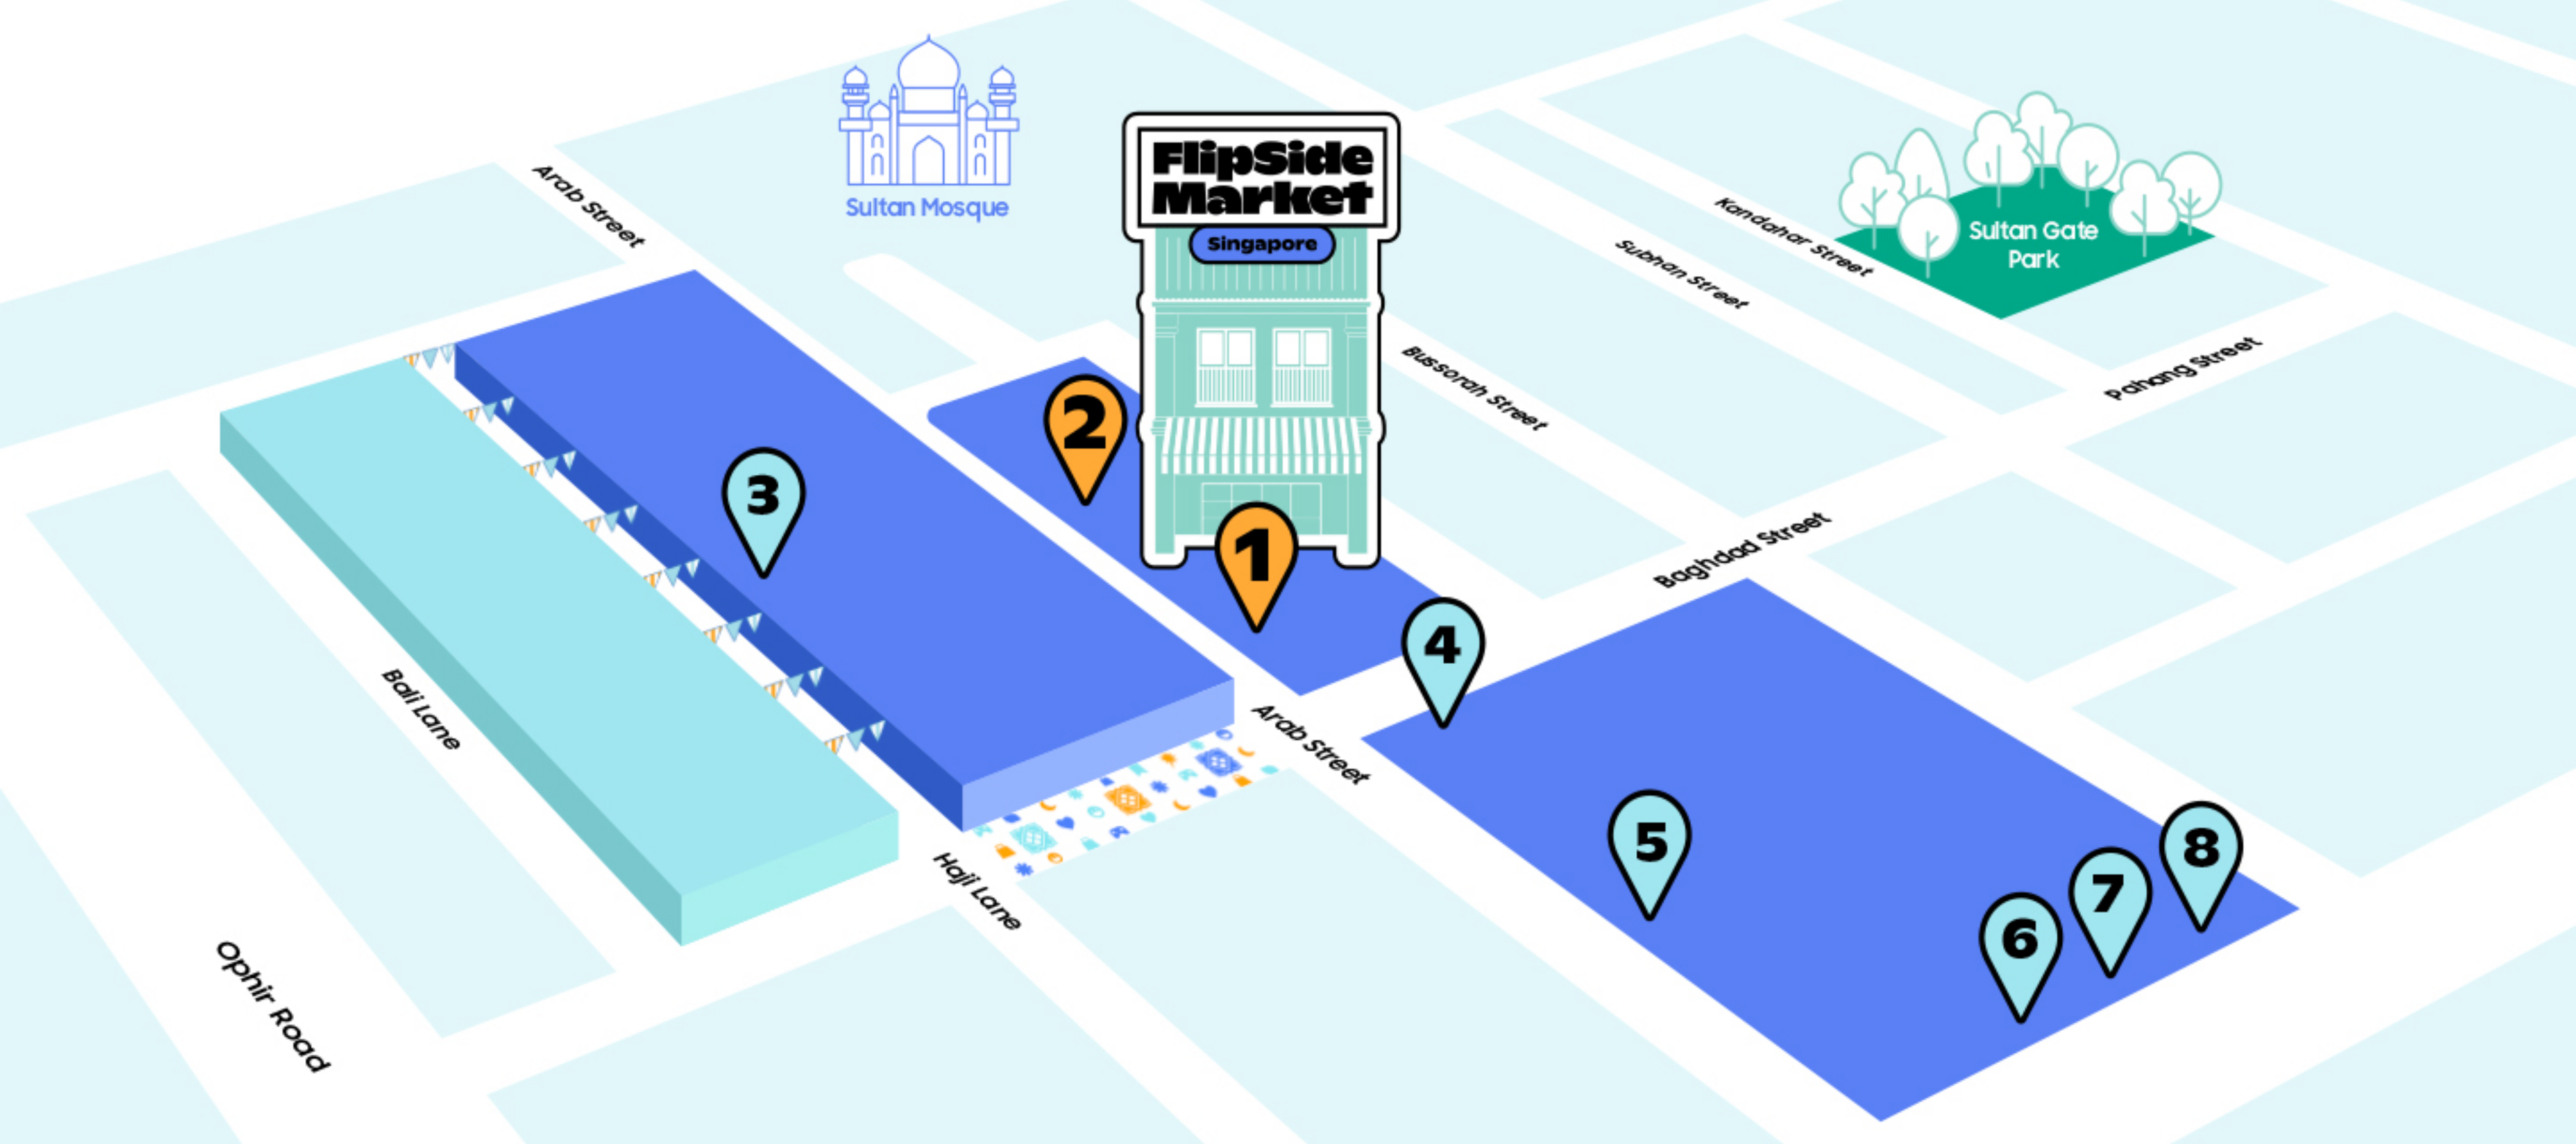 Sultan Mosque
FlipSide
Market
Singapore
Arab Street
Kandahar Street
Subhan Street
Sultan Gate
Park
Pahang Street
Bussorah Street
2
3
1
Baghdad Street
4
Bali Lane
Arab Street
5
8
7
6
Haji Lane
Ophir Road